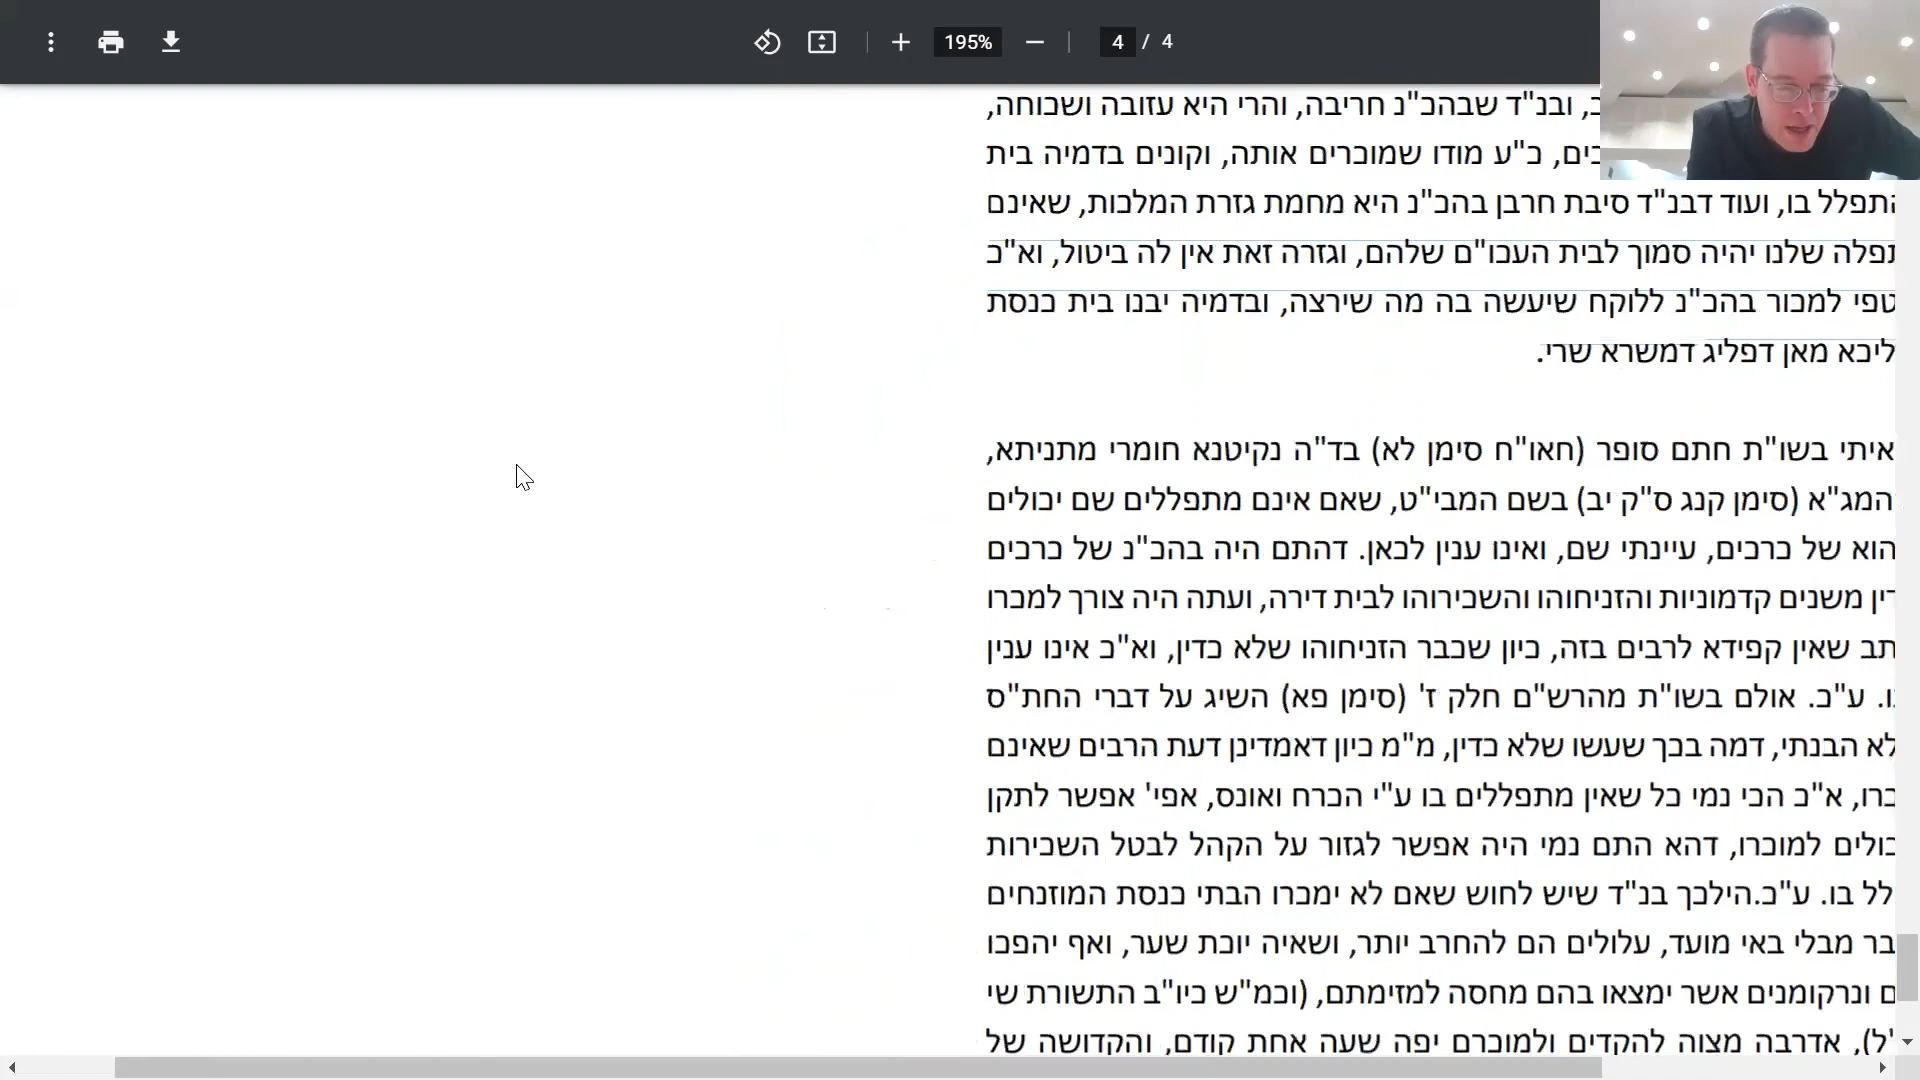 195%
4 / 4
ובנ"ד שבהכ"נ חריבה, והרי היא עזובה ושכוחה,
כ"ע מודו שמוכרים אותה, וקונים בדמיה בית
בו, ועוד דבנ"ד סיבת חרבן בהכ"נ היא מחמת גזרת המלכות, שאינם
שלנו יהיה סמוך לבית העכו"ם שלהם, וגזרה זאת אין לה ביטול, וא"כ
טפי למכור בהכ"נ ללוקח שיעשה בה מה שירצה, ובדמיה יבנו בית כנסת
ליכא מאן דפליג דמשרא שרי.
בשו"ת חתם סופר (חאו"ח סימן לא) בד"ה נקיטנא חומרי מתניתא,
המג"א (סימן קנג ס"ק יב) בשם המבי"ט, שאם אינם מתפללים שם יכולים
הוא של כרכים, עיינתי שם, ואינו ענין לכאן. דהתם היה בהכ"נ של כרכים
משנים קדמוניות והזניחוהו והשכירוהו לבית דירה, ועתה היה צורך למכרו
שאין קפידא לרבים בזה, כיון שכבר הזניחוהו שלא כדין, וא"כ אינו ענין
ע"כ. אולם בשו"ת מהרש"ם חלק ז' (סימן פא) השיג על דברי החת"ס
לא הבנתי, דמה בכך שעשו שלא כדין, מ"מ כיון דאמדינן דעת הרבים שאינם
א"כ הכי נמי כל שאין מתפללים בו ע"י הכרח ואונס, אפי' אפשר לתקן
למוכרו, דהא התם נמי היה אפשר לגזור על הקהל לבטל השכירות
בו. ע"כ.הילכך בנ"ד שיש לחוש שאם לא ימכרו הבתי כנסת המוזנחים
מבלי באי מועד, עלולים הם להחרב יותר, ושאיה יוכת שער, ואף יהפכו
ונרקומנים אשר ימצאו בהם מחסה למזימתם, (וכמ"ש כיו"ב התשורת שי
אדרבה מצוה להקדים ולמוכרם יפה שעה אחת קודם, והקדושה של